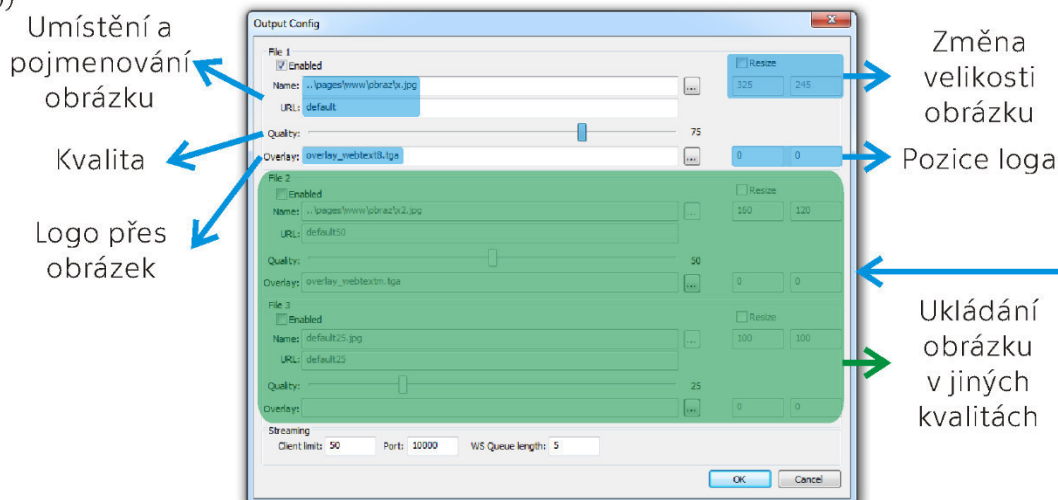 Umístění a
pojmenování
obrázku
Kvalita
Logo přes
obrázek
Output Config
File 1
Enabled
Resize
Name: ..\pages\www\obraz\x.jpg
...
325 245
URL: default
Quality: 75
Overlay: overlay_webtext8.tga
...
0 0
File 2
Enabled
Resize
Name: ..\pages\www\obraz\x2.jpg
...
160 120
URL: default50
Quality: 50
Overlay: overlay_webtextm.tga
...
0 0
File 3
Enabled
Resize
Name: default25.jpg
...
100 100
URL: default25
Quality: 25
Overlay:
...
0 0
Streaming
Client limit: 50 Port: 10000 WS Queue length: 5
OK Cancel
Změna
velikosti
obrázku
Pozice loga
Ukládání
obrázku
v jiných
kvalitách